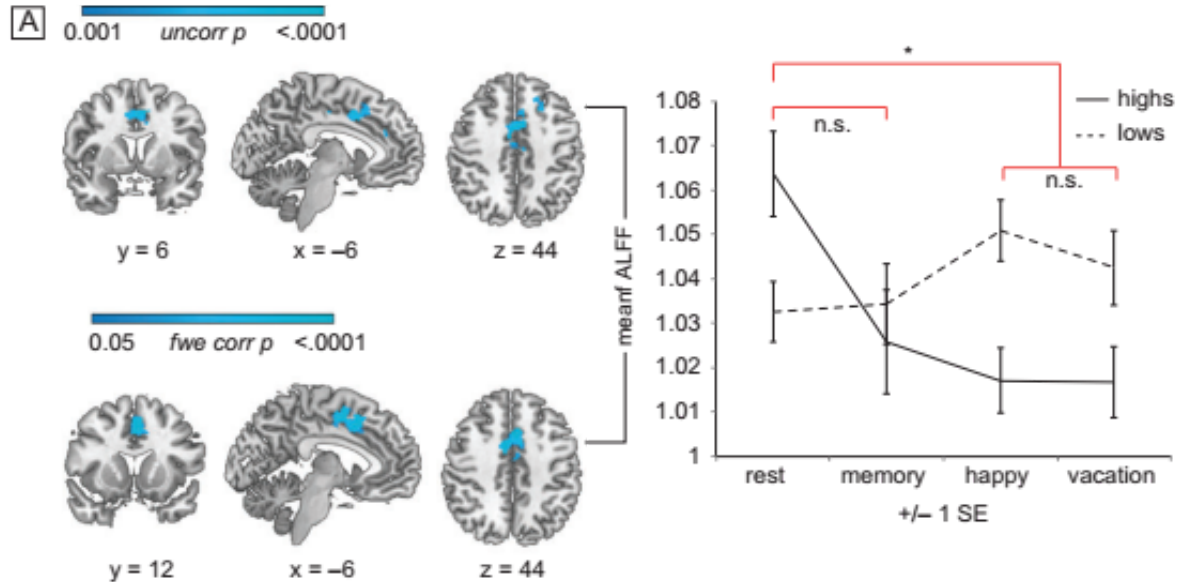 A
0.001 uncorr p <.0001
y = 6 x = –6 z = 44
0.05 fwe corr p <.0001
y = 12 x = –6 z = 44
meanf ALFF
*
n.s.
n.s.
highs
lows
1.08
1.07
1.06
1.05
1.04
1.03
1.02
1.01
1
rest memory happy vacation
+/– 1 SE